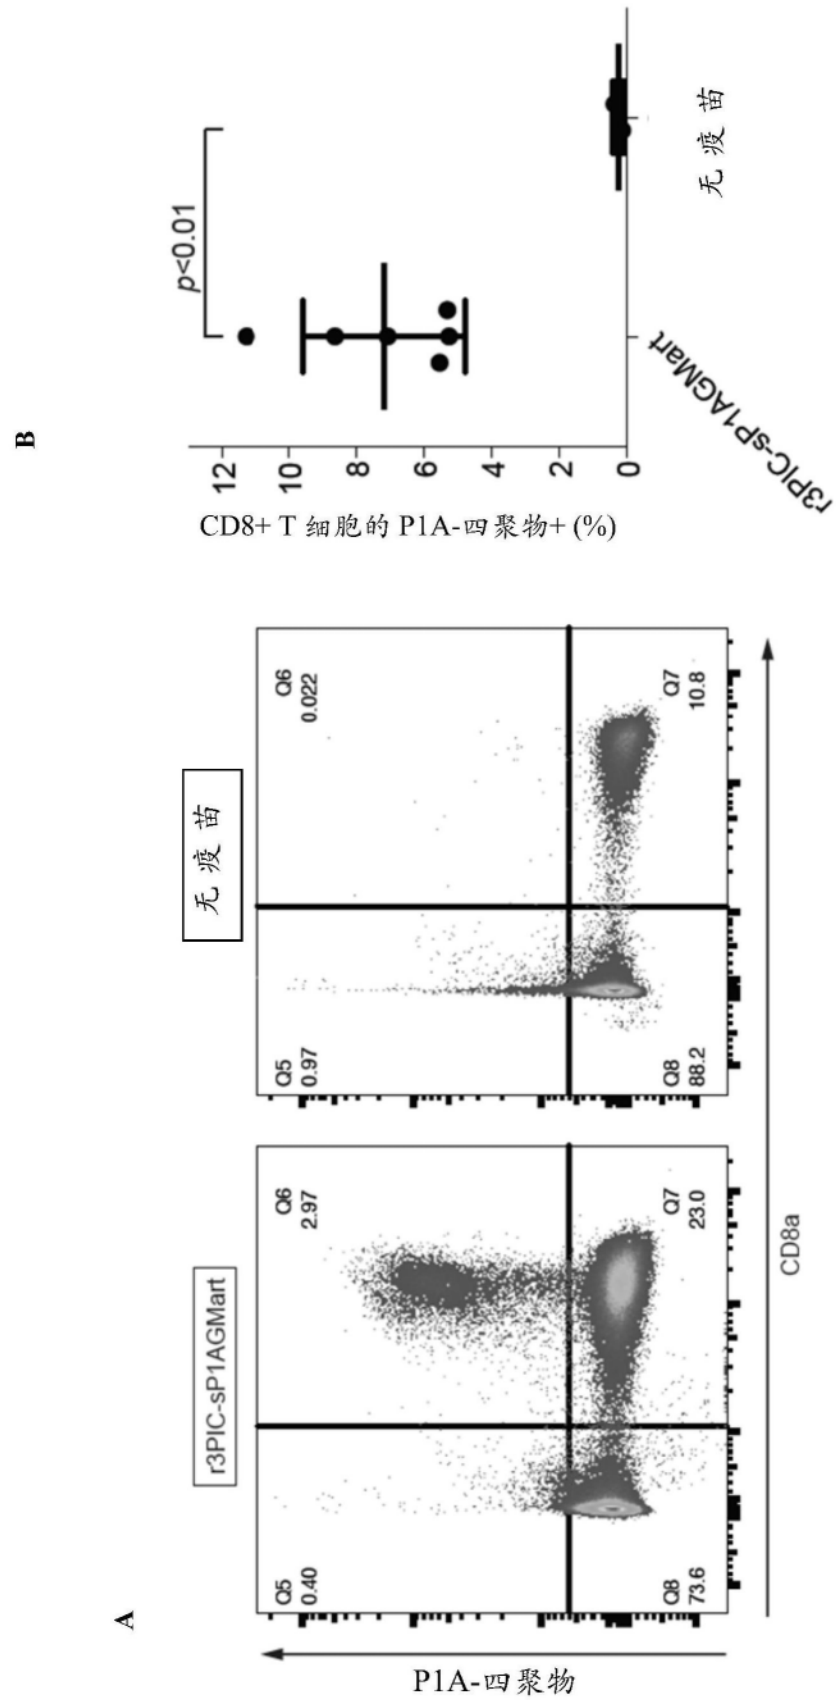 A
r3PIC-sP1AGMart
Q5
0.40
Q6
2.97
Q8
73.6
Q7
23.0
无疫苗
Q5
0.97
Q6
0.022
Q8
88.2
Q7
10.8
P1A-四聚物
CD8a
B
CD8+ T 细胞的 P1A-四聚物+ (%)
12
10
8
6
4
2
0
p<0.01
r3PIC-sP1AGMart
无疫苗